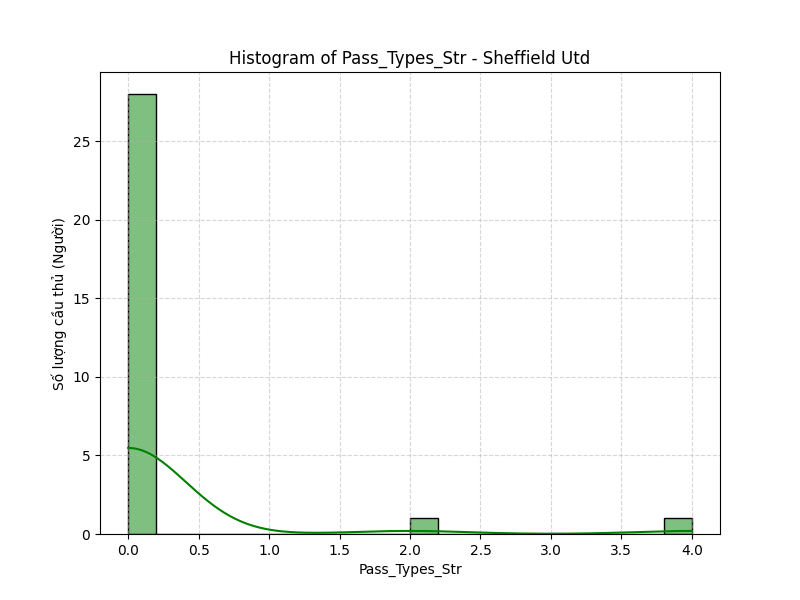 Histogram of Pass_Types_Str - Sheffield Utd
Số lượng cầu thủ (Người)
25
20
15
10
5
0
0.0 0.5 1.0 1.5 2.0 2.5 3.0 3.5 4.0
Pass_Types_Str